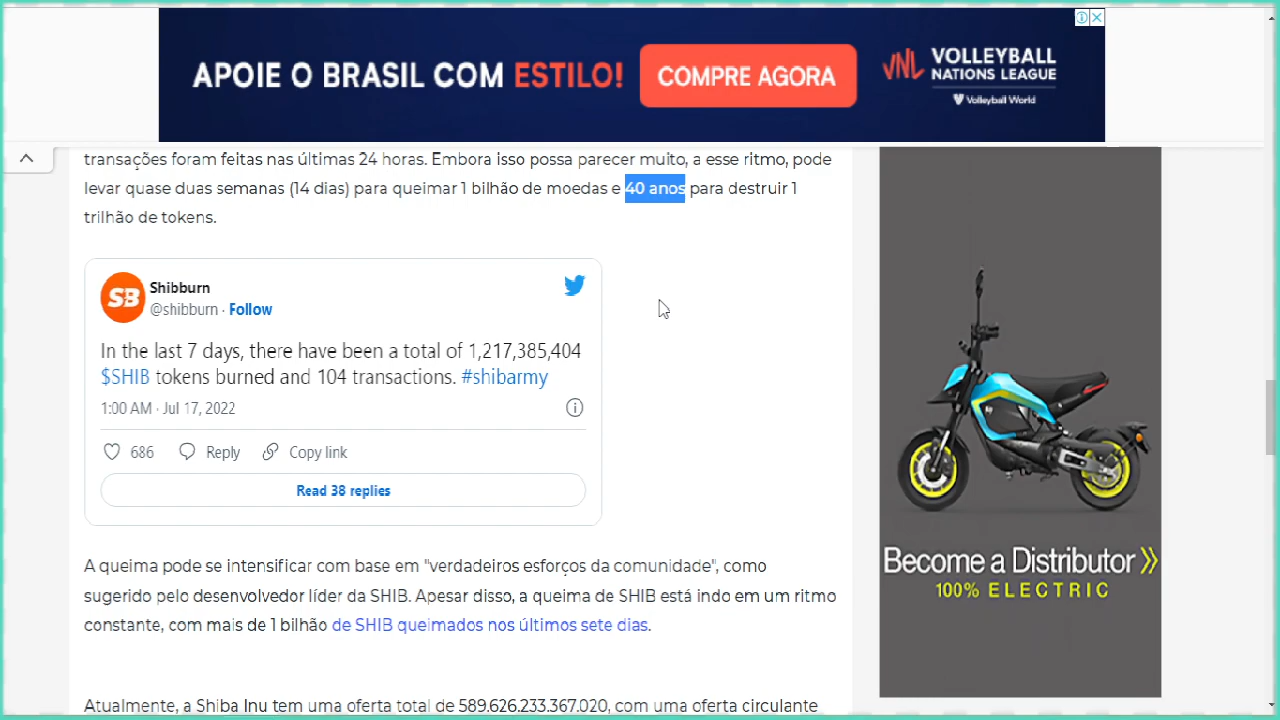 APOIE O BRASIL COM ESTILO!
COMPRE AGORA
VNL
VOLLEYBALL
NATIONS LEAGUE
Volleyball World
transações foram feitas nas últimas 24 horas. Embora isso possa parecer muito, a esse ritmo, pode
levar quase duas semanas (14 dias) para queimar 1 bilhão de moedas e 40 anos para destruir 1
trilhão de tokens.
SB
Shibburn
@shibburn · Follow
In the last 7 days, there have been a total of 1,217,385,404
$SHIB tokens burned and 104 transactions. #shibarmy
1:00 AM · Jul 17, 2022
686 Reply Copy link
Read 38 replies
A queima pode se intensificar com base em "verdadeiros esforços da comunidade", como
sugerido pelo desenvolvedor líder da SHIB. Apesar disso, a queima de SHIB está indo em um ritmo
constante, com mais de 1 bilhão de SHIB queimados nos últimos sete dias.
Atualmente, a Shiba Inu tem uma oferta total de 589.626.233.367.020, com uma oferta circulante
Become a Distributor »
100% ELECTRIC